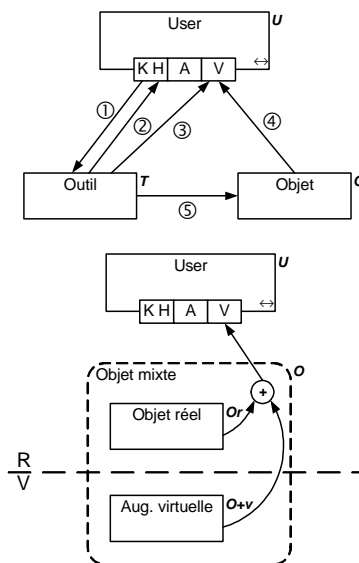 User U
K H A V
↔
① ② ③ ④
Outil T
Objet O
⑤
User U
K H A V
↔
Objet mixte O
+
Objet réel Or
R
V
Aug. virtuelle O+v